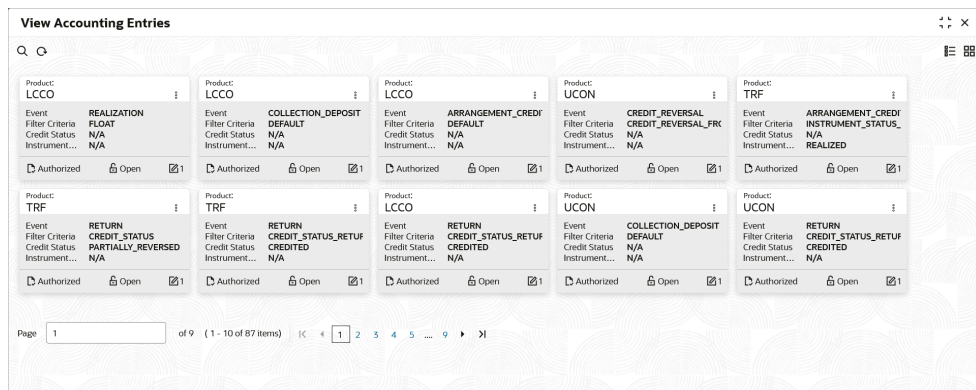 View Accounting Entries
Product:
LCCO
Event REALIZATION
Filter Criteria FLOAT
Credit Status N/A
Instrument... N/A
Authorized Open 1
Product:
LCCO
Event COLLECTION_DEPOSIT
Filter Criteria DEFAULT
Credit Status N/A
Instrument... N/A
Authorized Open 1
Product:
LCCO
Event ARRANGEMENT_CREDIT
Filter Criteria DEFAULT
Credit Status N/A
Instrument... N/A
Authorized Open 1
Product:
UCON
Event CREDIT_REVERSAL
Filter Criteria CREDIT_REVERSAL_FRO
Credit Status N/A
Instrument... N/A
Authorized Open 1
Product:
TRF
Event ARRANGEMENT_CREDIT
Filter Criteria INSTRUMENT_STATUS_
Credit Status N/A
Instrument... REALIZED
Authorized Open 1
Product:
TRF
Event RETURN
Filter Criteria CREDIT_STATUS
Credit Status PARTIALLY_REVERSED
Instrument... N/A
Authorized Open 1
Product:
TRF
Event RETURN
Filter Criteria CREDIT_STATUS_RETUR
Credit Status CREDITED
Instrument... N/A
Authorized Open 1
Product:
LCCO
Event RETURN
Filter Criteria CREDIT_STATUS_RETUR
Credit Status CREDITED
Instrument... N/A
Authorized Open 1
Product:
UCON
Event COLLECTION_DEPOSIT
Filter Criteria DEFAULT
Credit Status N/A
Instrument... N/A
Authorized Open 1
Product:
UCON
Event RETURN
Filter Criteria CREDIT_STATUS_RETUR
Credit Status CREDITED
Instrument... N/A
Authorized Open 1
Page 1 of 9 ( 1 - 10 of 87 items) 1 2 3 4 5 .... 9